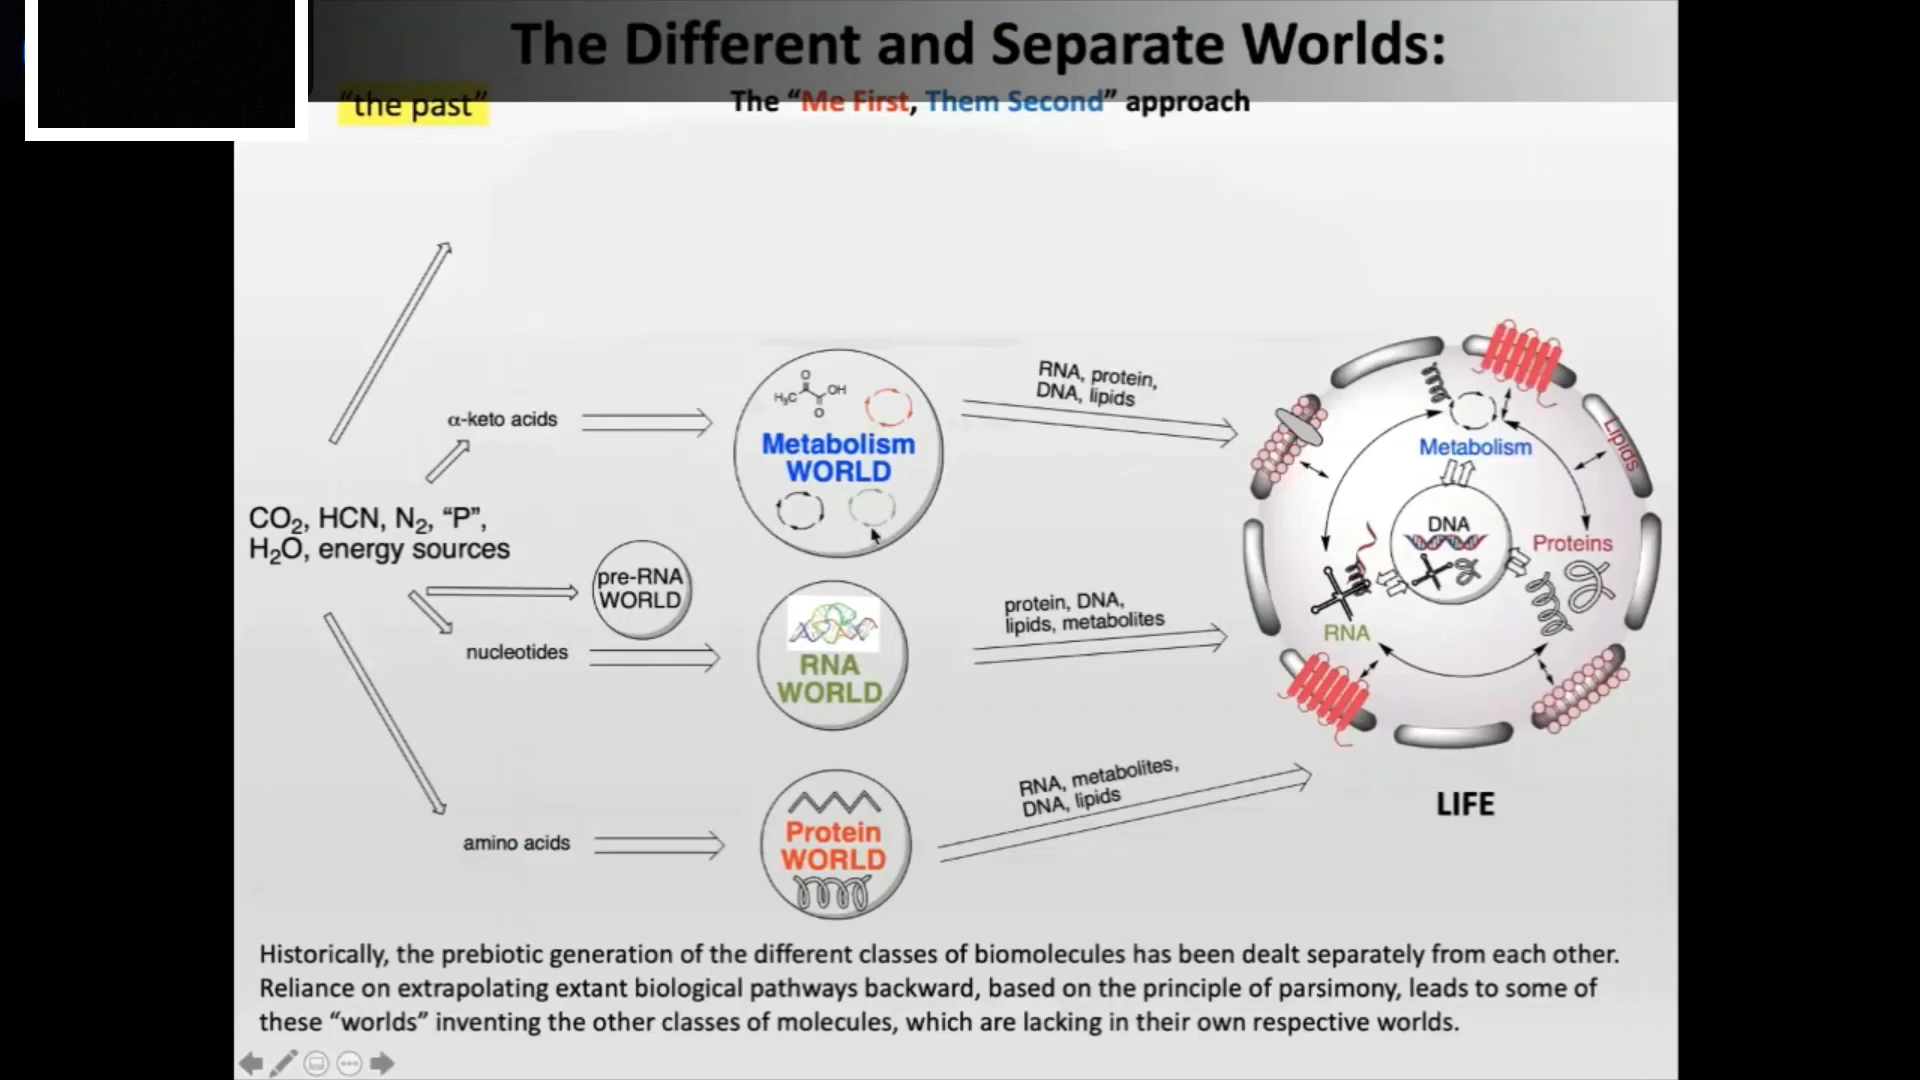 The Different and Separate Worlds:
“the past”
The “Me First, Them Second” approach
RNA, protein,
DNA, lipids
O
OH
H₃C
O
α-keto acids
Metabolism
WORLD
Metabolism
Lipids
CO₂, HCN, N₂, “P”,
H₂O, energy sources
DNA
Proteins
pre-RNA
WORLD
protein, DNA,
lipids, metabolites
RNA
nucleotides
RNA
WORLD
RNA, metabolites,
DNA, lipids
LIFE
amino acids
Protein
WORLD
Historically, the prebiotic generation of the different classes of biomolecules has been dealt separately from each other.
Reliance on extrapolating extant biological pathways backward, based on the principle of parsimony, leads to some of
these “worlds” inventing the other classes of molecules, which are lacking in their own respective worlds.